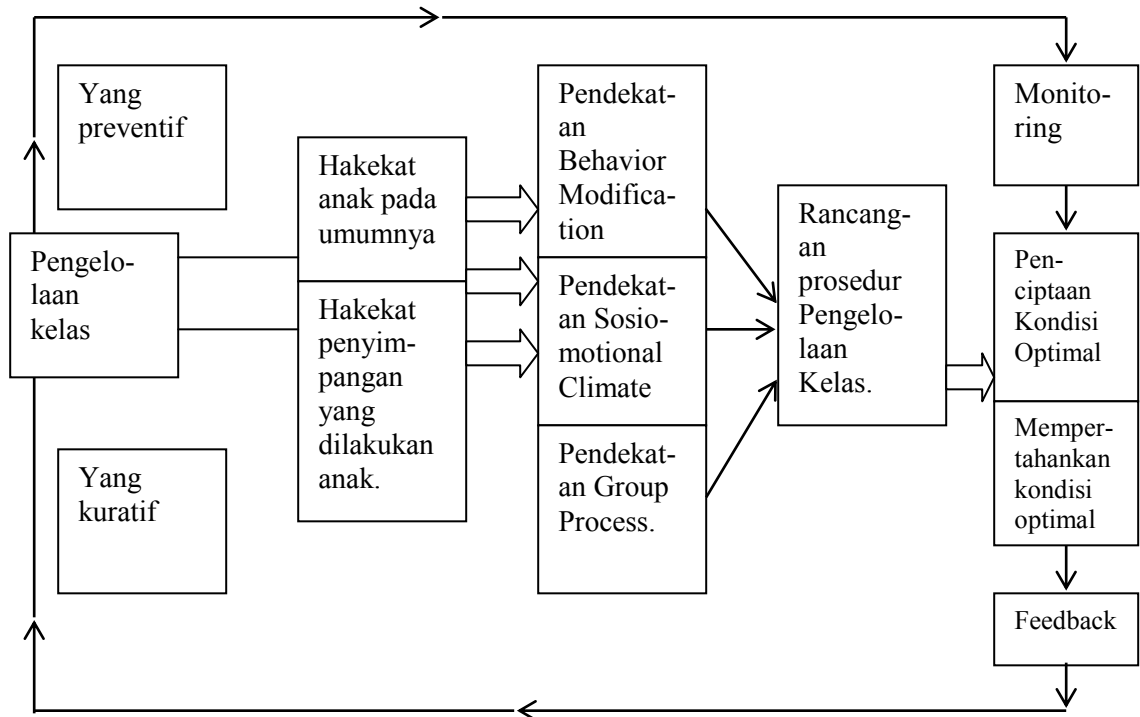 Yang
preventif
Pengelo-
laan
kelas
Yang
kuratif
Hakekat
anak pada
umumnya
Hakekat
penyim-
pangan
yang
dilakukan
anak.
Pendekat-
an
Behavior
Modifica-
tion
Pendekat-
an Sosio-
motional
Climate
Pendekat-
an Group
Process.
Rancang-
an
prosedur
Pengelo-
laan
Kelas.
Monito-
ring
Pen-
ciptaan
Kondisi
Optimal
Memper-
tahankan
kondisi
optimal
Feedback